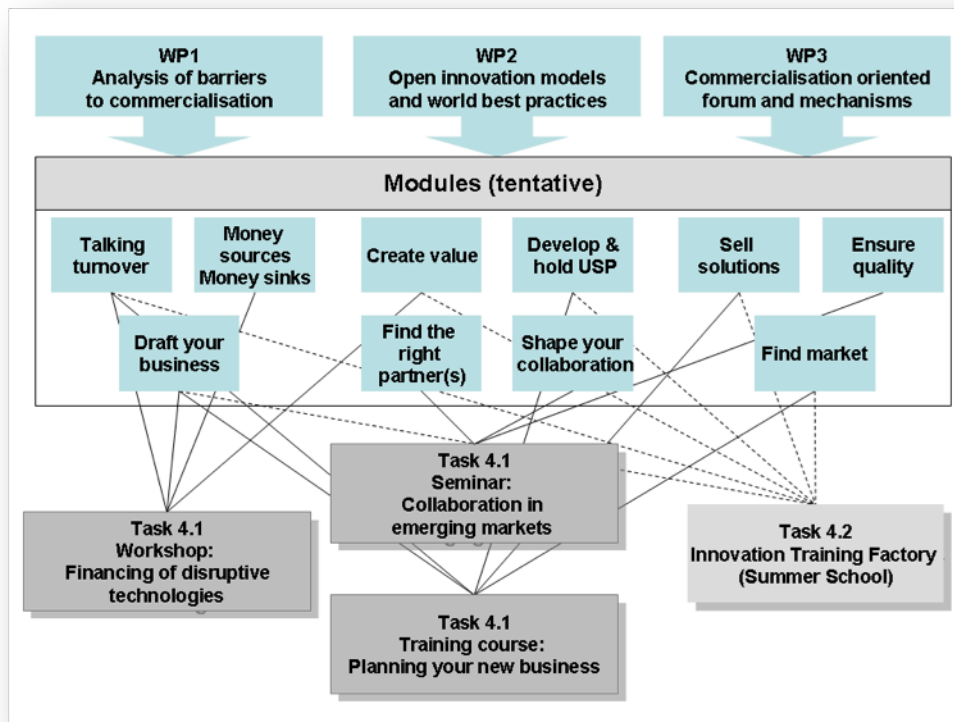 WP1
Analysis of barriers
to commercialisation
WP2
Open innovation models
and world best practices
WP3
Commercialisation oriented
forum and mechanisms
Modules (tentative)
Talking
turnover
Money
sources
Money sinks
Create value
Develop &
hold USP
Sell
solutions
Ensure
quality
Draft your
business
Find the
right
partner(s)
Shape your
collaboration
Find market
Task 4.1
Seminar:
Collaboration in
emerging markets
Task 4.1
Workshop:
Financing of disruptive
technologies
Task 4.2
Innovation Training Factory
(Summer School)
Task 4.1
Training course:
Planning your new business